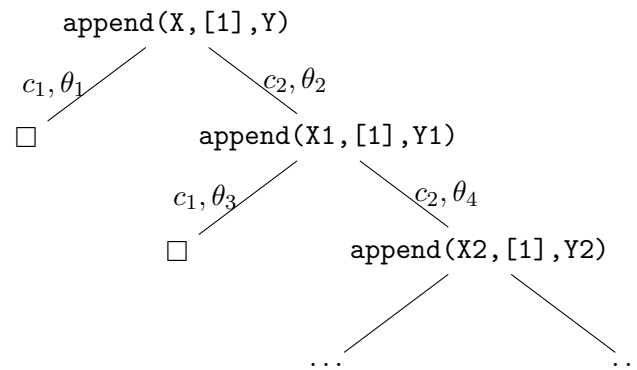 append(X,[1],Y)
c₁,θ₁ c₂,θ₂
□ append(X1,[1],Y1)
c₁,θ₃ c₂,θ₄
□ append(X2,[1],Y2)
... ..